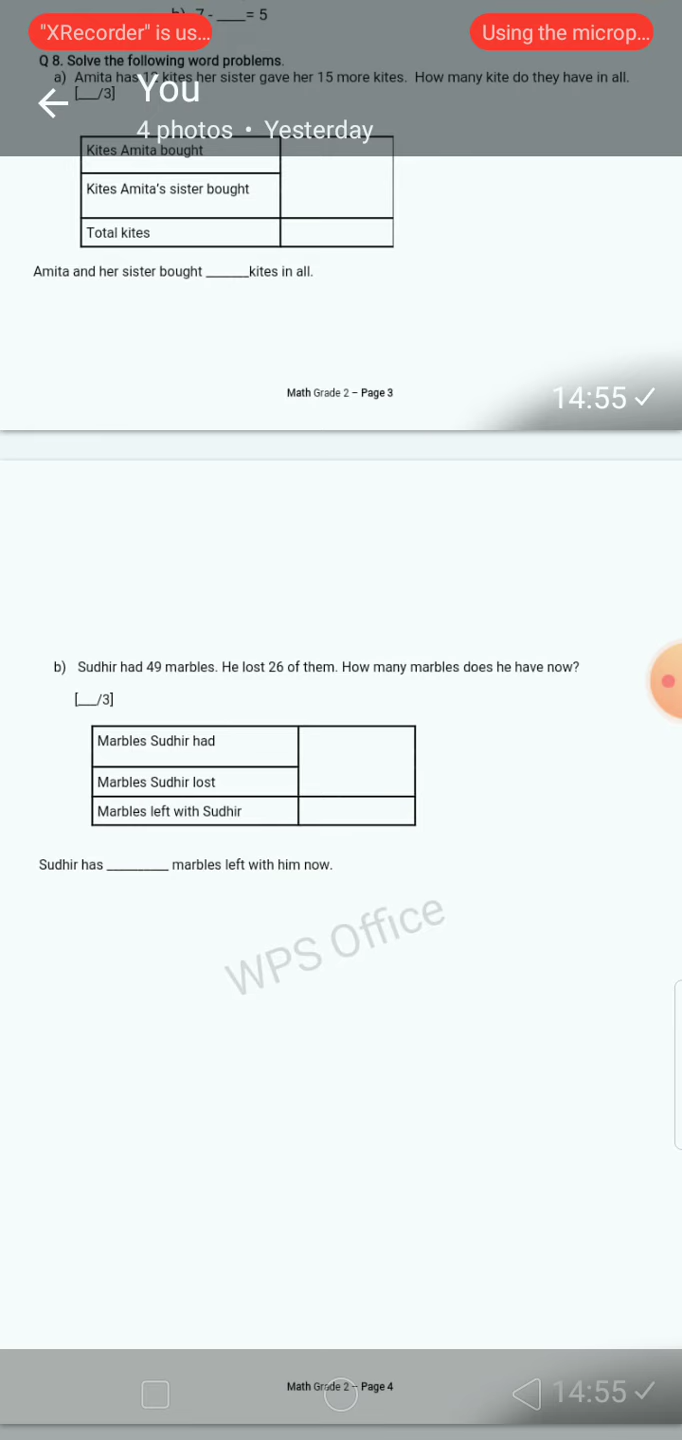 7 - ____= 5
"XRecorder" is us...
Using the microp...
Q 8. Solve the following word problems.
a) Amita has kites her sister gave her 15 more kites. How many kite do they have in all.
[___/3]
You
4 photos • Yesterday
Kites Amita bought
Kites Amita's sister bought
Total kites
Amita and her sister bought ______kites in all.
Math Grade 2 – Page 3
14:55
b) Sudhir had 49 marbles. He lost 26 of them. How many marbles does he have now?
[___/3]
Marbles Sudhir had
Marbles Sudhir lost
Marbles left with Sudhir
Sudhir has _________ marbles left with him now.
WPS Office
Math Grade 2 – Page 4
14:55